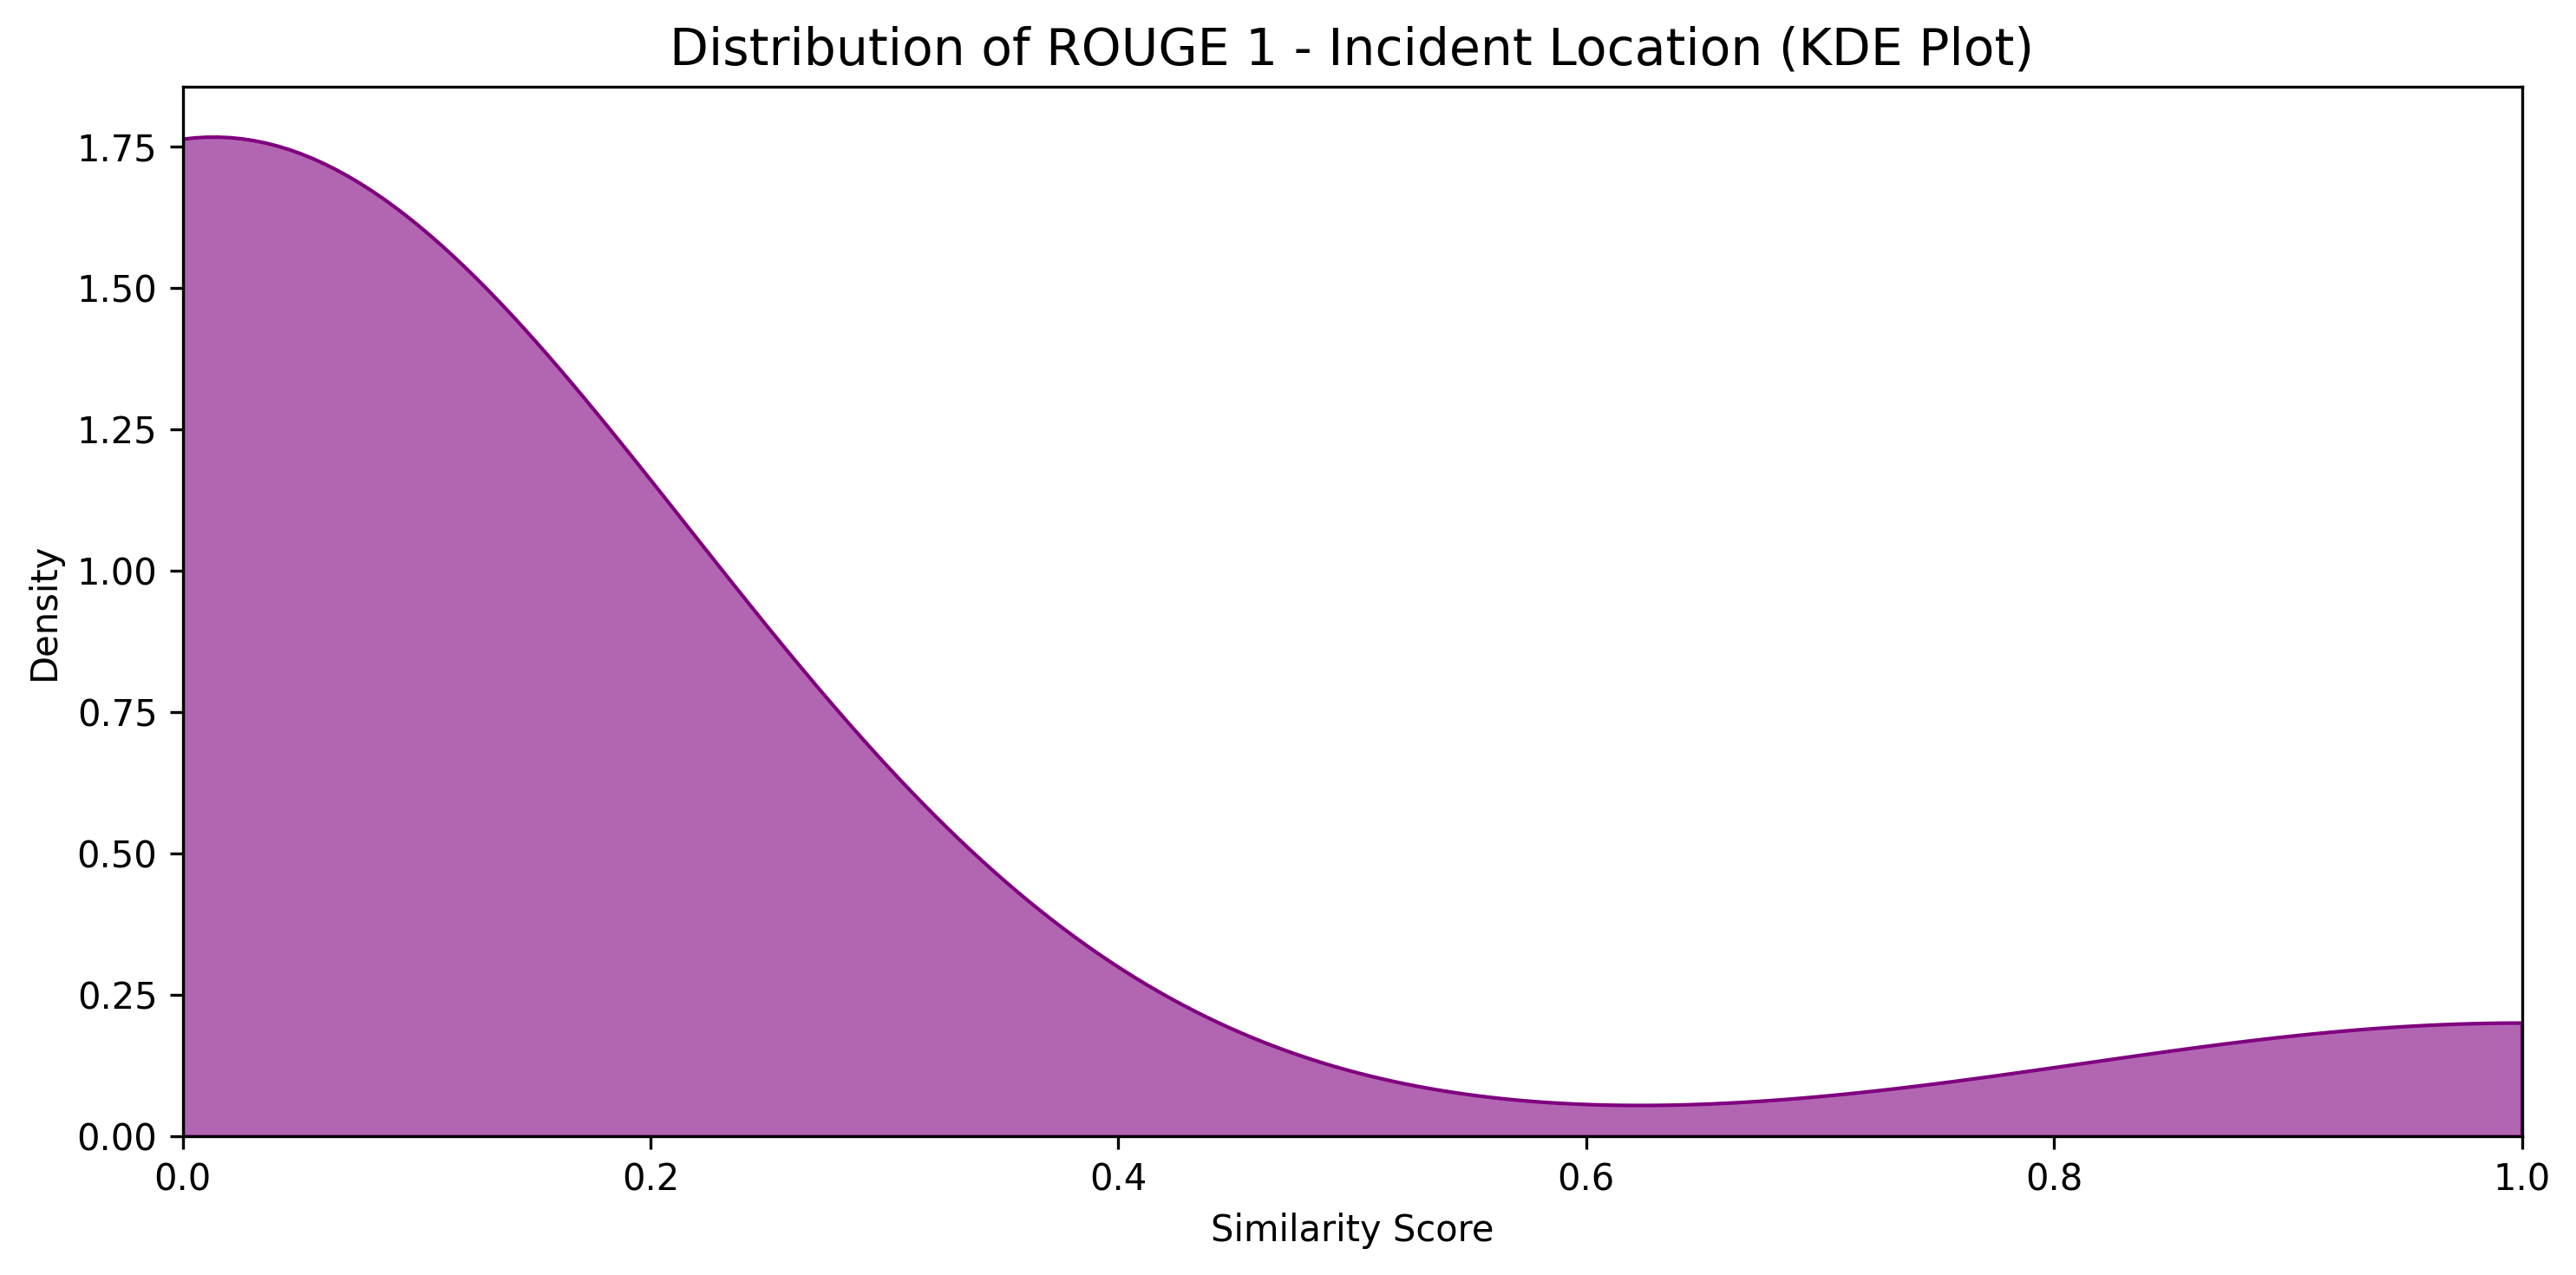 Distribution of ROUGE 1 - Incident Location (KDE Plot)
1.75
1.50
1.25
1.00
0.75
0.50
0.25
0.00
Density
0.0 0.2 0.4 0.6 0.8 1.0
Similarity Score